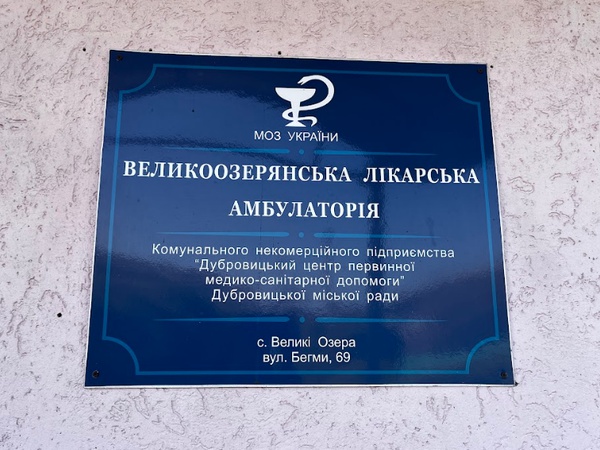 МОЗ УКРАЇНИ
ВЕЛИКООЗЕРЯНСЬКА ЛІКАРСЬКА
АМБУЛАТОРІЯ
Комунального некомерційного підприємства
"Дубровицький центр первинної
медико-санітарної допомоги"
Дубровицької міської ради
с. Великі Озера
вул. Бегми, 69